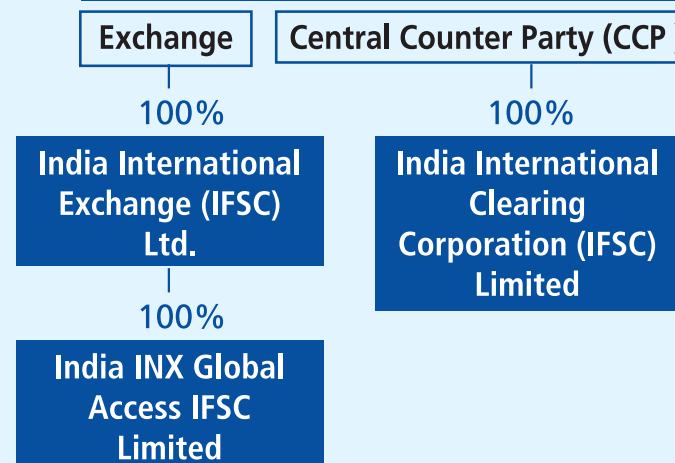 Exchange
Central Counter Party (CCP )
100%
100%
India International
Exchange (IFSC)
Ltd.
India International
Clearing
Corporation (IFSC)
Limited
100%
India INX Global
Access IFSC
Limited